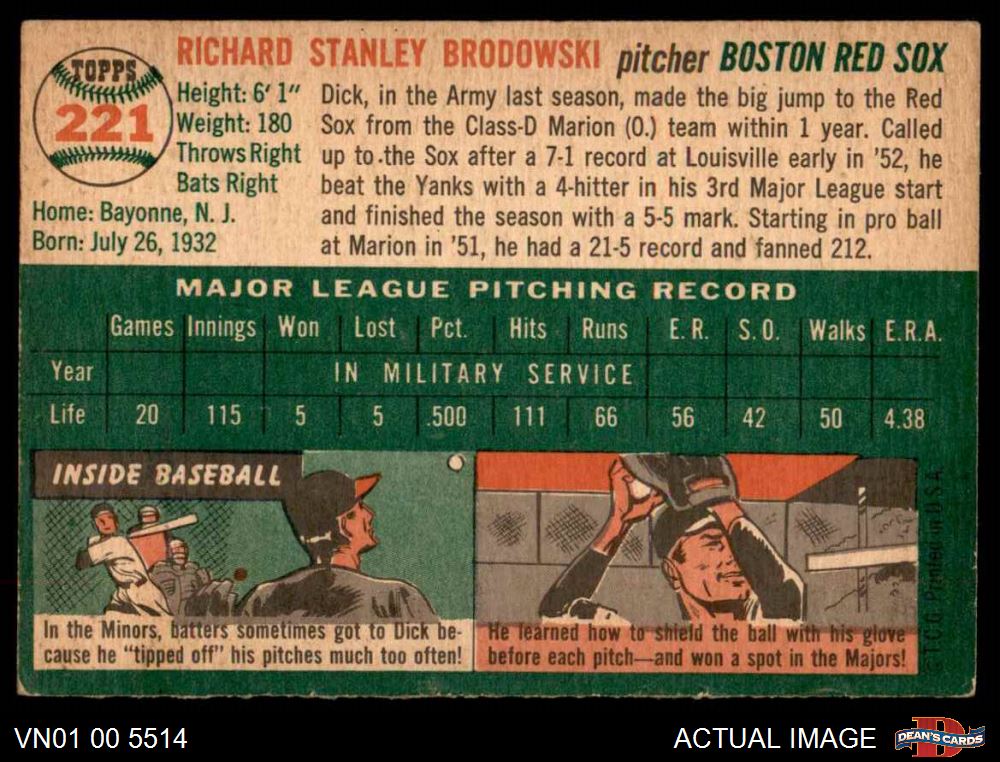 TOPPS
221
RICHARD STANLEY BRODOWSKI pitcher BOSTON RED SOX
Height: 6' 1"
Weight: 180
Throws Right
Bats Right
Home: Bayonne, N. J.
Born: July 26, 1932
Dick, in the Army last season, made the big jump to the Red
Sox from the Class-D Marion (O.) team within 1 year. Called
up to the Sox after a 7-1 record at Louisville early in '52, he
beat the Yanks with a 4-hitter in his 3rd Major League start
and finished the season with a 5-5 mark. Starting in pro ball
at Marion in '51, he had a 21-5 record and fanned 212.
MAJOR LEAGUE PITCHING RECORD
Games Innings Won Lost Pct. Hits Runs E. R. S. O. Walks E.R.A.
Year IN MILITARY SERVICE
Life 20 115 5 5 .500 111 66 56 42 50 4.38
INSIDE BASEBALL
In the Minors, batters sometimes got to Dick be-
cause he "tipped off" his pitches much too often!
He learned how to shield the ball with his glove
before each pitch—and won a spot in the Majors!
©T.C.G. Printed in U.S.A.
VN01 00 5514
ACTUAL IMAGE
DEAN'S CARDS